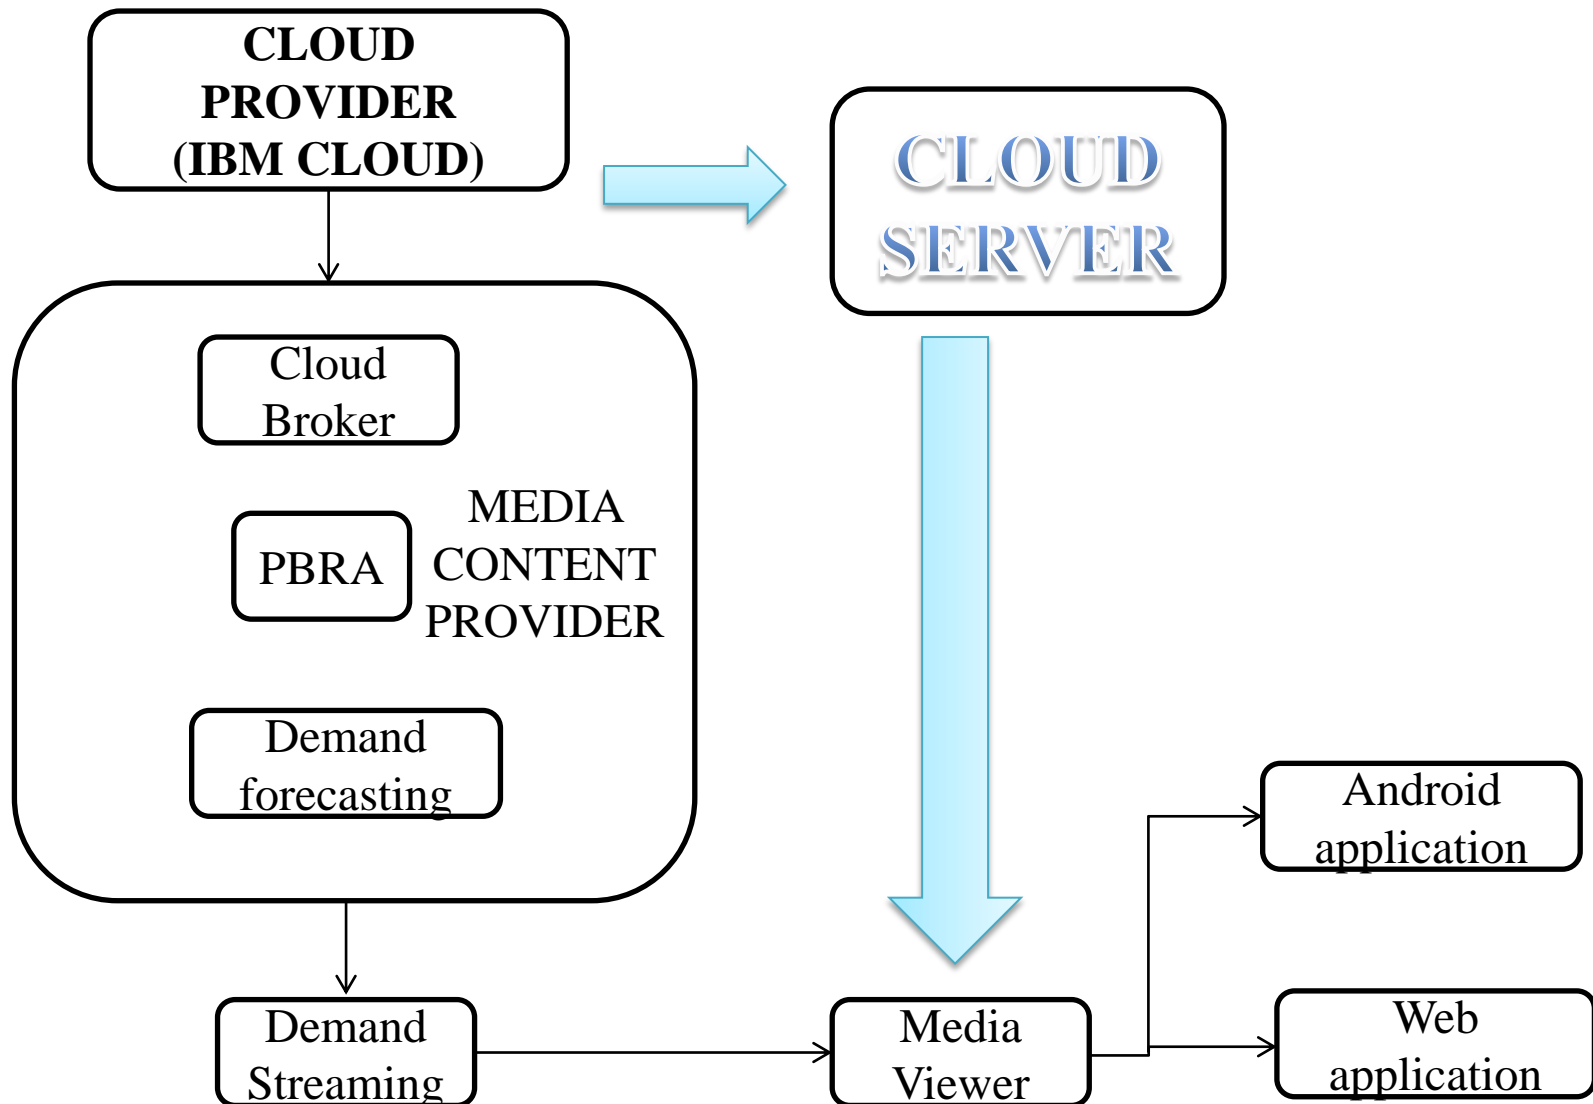 CLOUD
PROVIDER
(IBM CLOUD)
CLOUD
SERVER
Cloud
Broker
PBRA
MEDIA
CONTENT
PROVIDER
Demand
forecasting
Android
application
Demand
Streaming
Media
Viewer
Web
application